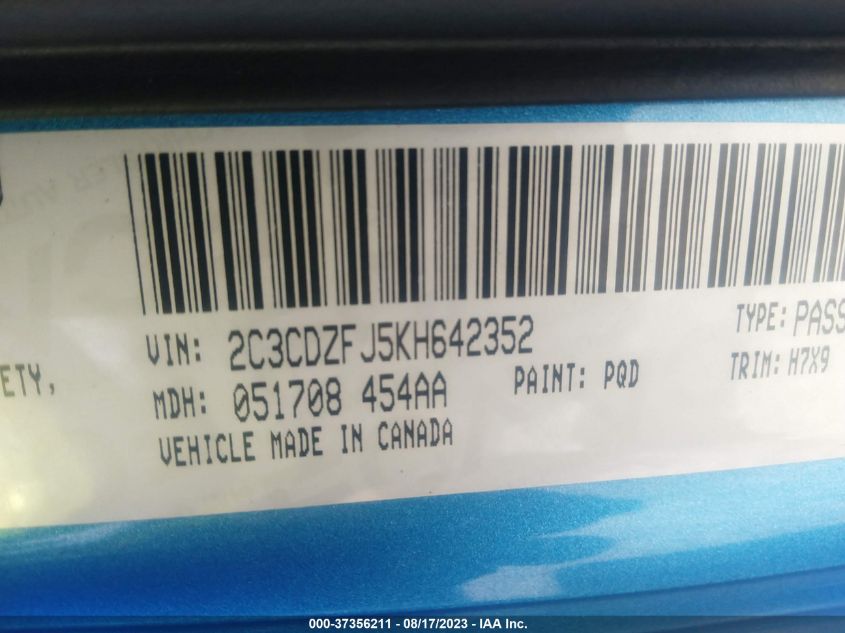 VIN: 2C3CDZFJ5KH642352
TYPE: PASS
ETY,
MDH: 051708 454AA
PAINT: PQD
TRIM: H7X9
VEHICLE MADE IN CANADA
000-37356211 - 08/17/2023 - IAA Inc.